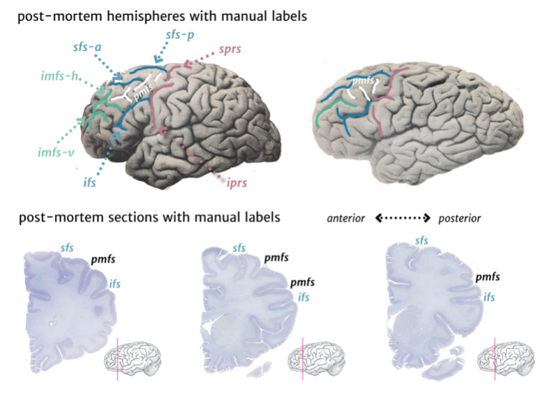 post-mortem hemispheres with manual labels
sfs-p
sfs-a
sprs
imfs-h
pmfs
pmfs
imfs-v
ifs
iprs
post-mortem sections with manual labels
anterior posterior
sfs
sfs
sfs
pmfs
pmfs
pmfs
ifs
pmfs
ifs
ifs